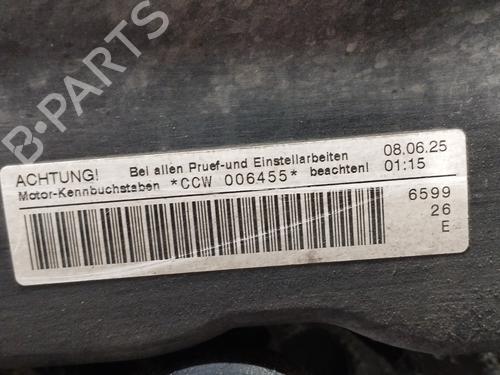 B-PARTS
ACHTUNG! Bei allen Pruef-und Einstellarbeiten 08.06.25
Motor-Kennbuchstaben *CCW 006455* beachten! 01:15
6599
26
E